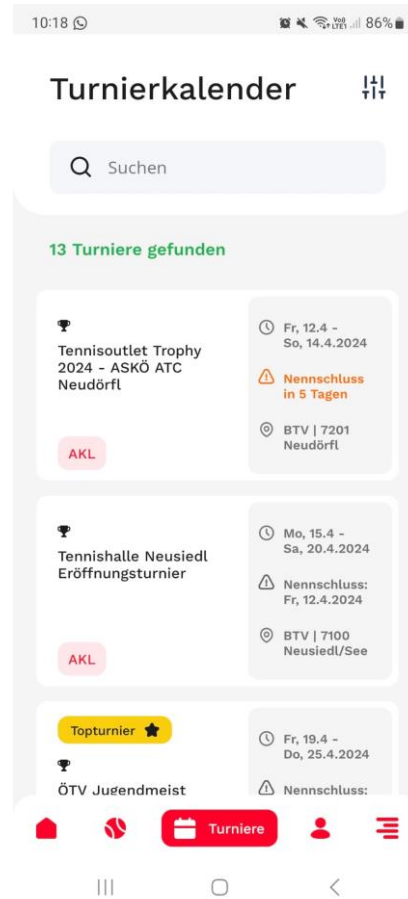 10:18
86%
Turnierkalender
Suchen
13 Turniere gefunden
Tennisoutlet Trophy
2024 - ASKÖ ATC
Neudörfl
AKL
Fr, 12.4 -
So, 14.4.2024
Nennschluss
in 5 Tagen
BTV | 7201
Neudörfl
Tennishalle Neusiedl
Eröffnungsturnier
AKL
Mo, 15.4 -
Sa, 20.4.2024
Nennschluss:
Fr, 12.4.2024
BTV | 7100
Neusiedl/See
Topturnier
ÖTV Jugendmeist
Fr, 19.4 -
Do, 25.4.2024
Nennschluss:
Turniere